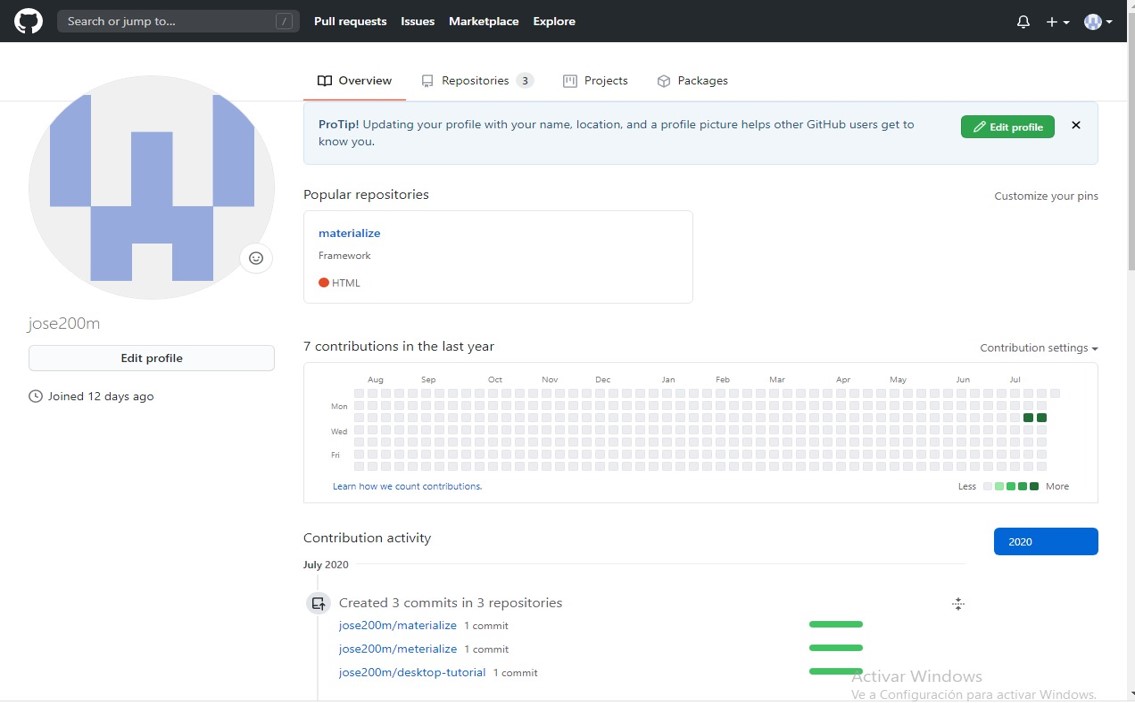 Search or jump to... /
Pull requests Issues Marketplace Explore
Overview Repositories 3 Projects Packages
ProTip! Updating your profile with your name, location, and a profile picture helps other GitHub users get to
know you.
Edit profile
Popular repositories
Customize your pins
materialize
Framework
HTML
jose200m
Edit profile
Joined 12 days ago
7 contributions in the last year
Contribution settings
Aug Sep Oct Nov Dec Jan Feb Mar Apr May Jun Jul
Mon
Wed
Fri
Learn how we count contributions.
Less More
Contribution activity
2020
July 2020
Created 3 commits in 3 repositories
jose200m/materialize 1 commit
jose200m/meterialize 1 commit
jose200m/desktop-tutorial 1 commit
Activar Windows
Ve a Configuración para activar Windows.